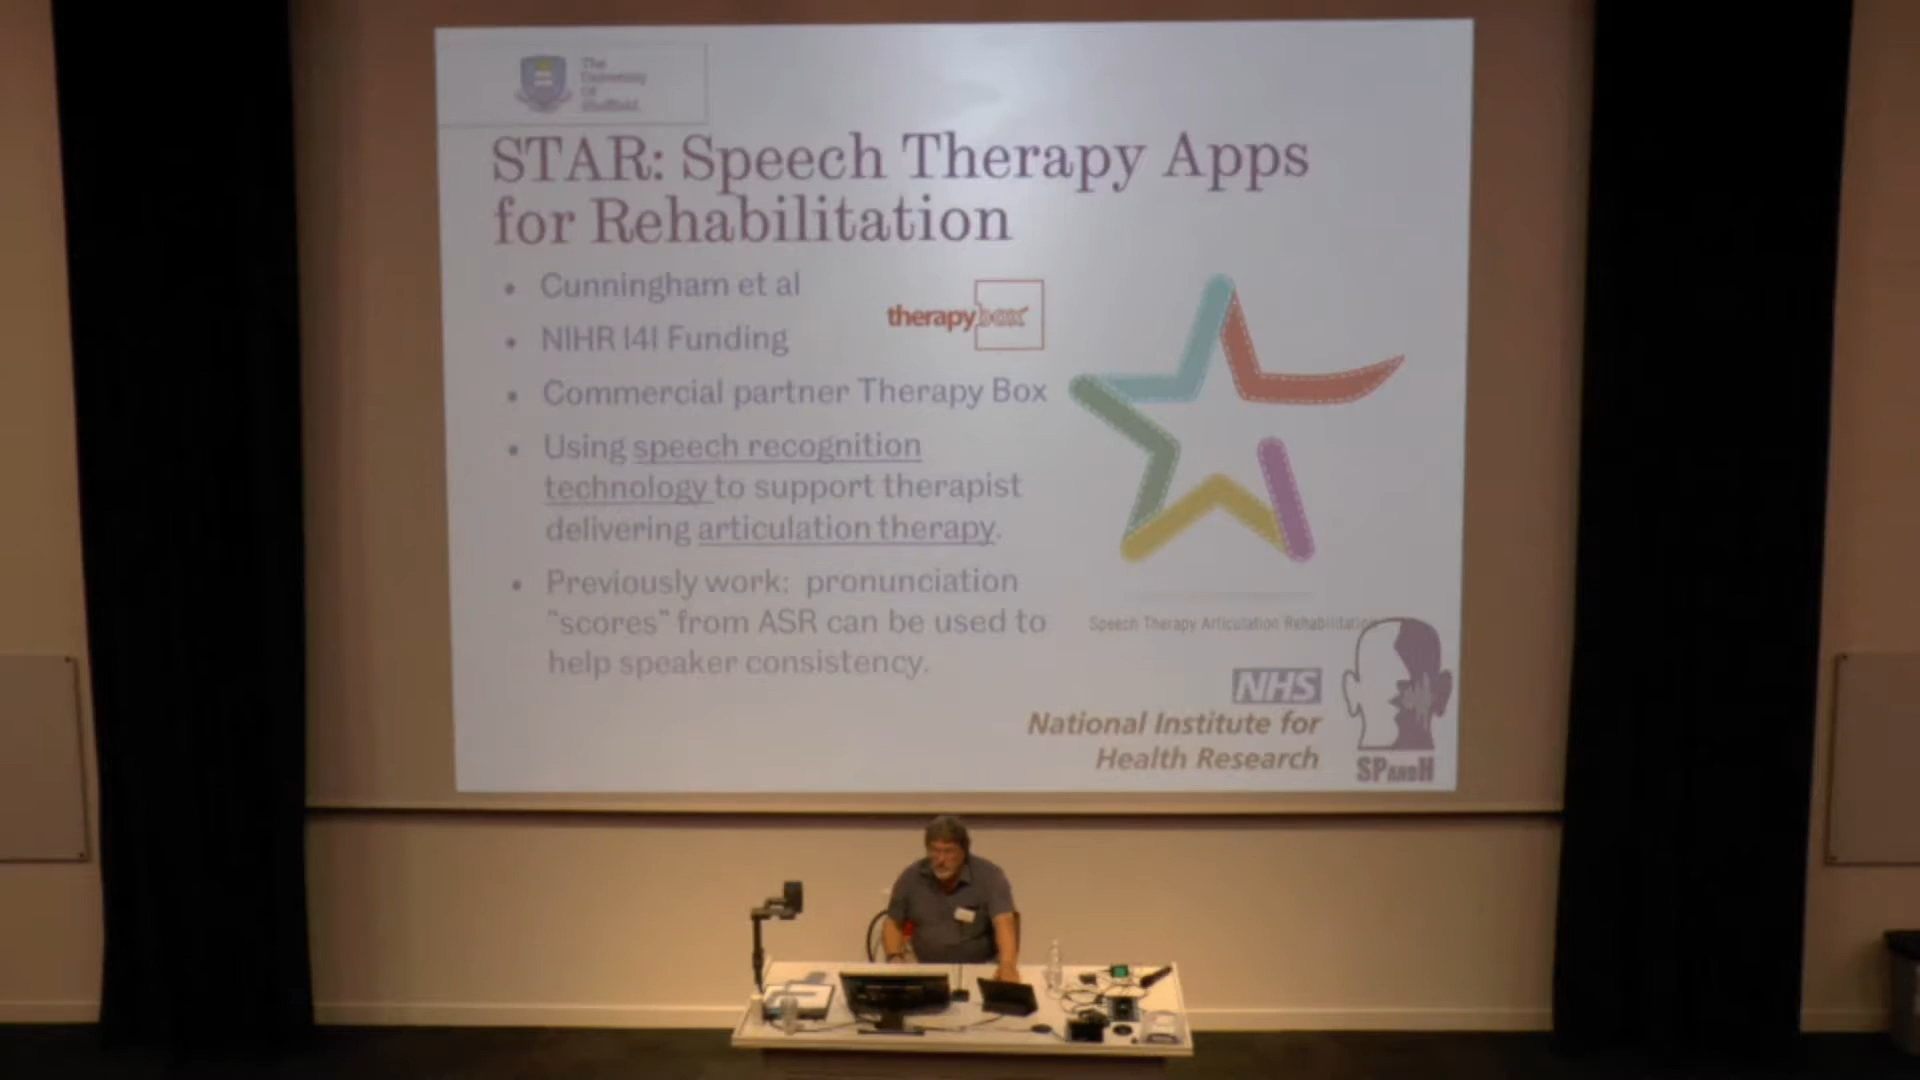 The
University
Of
Sheffield.
STAR: Speech Therapy Apps
for Rehabilitation
• Cunningham et al
therapybox
• NIHR I4I Funding
• Commercial partner Therapy Box
• Using speech recognition
technology to support therapist
delivering articulation therapy.
• Previously work: pronunciation
"scores" from ASR can be used to
help speaker consistency.
Speech Therapy Articulation Rehabilitation
NHS
National Institute for
Health Research
SPANDH